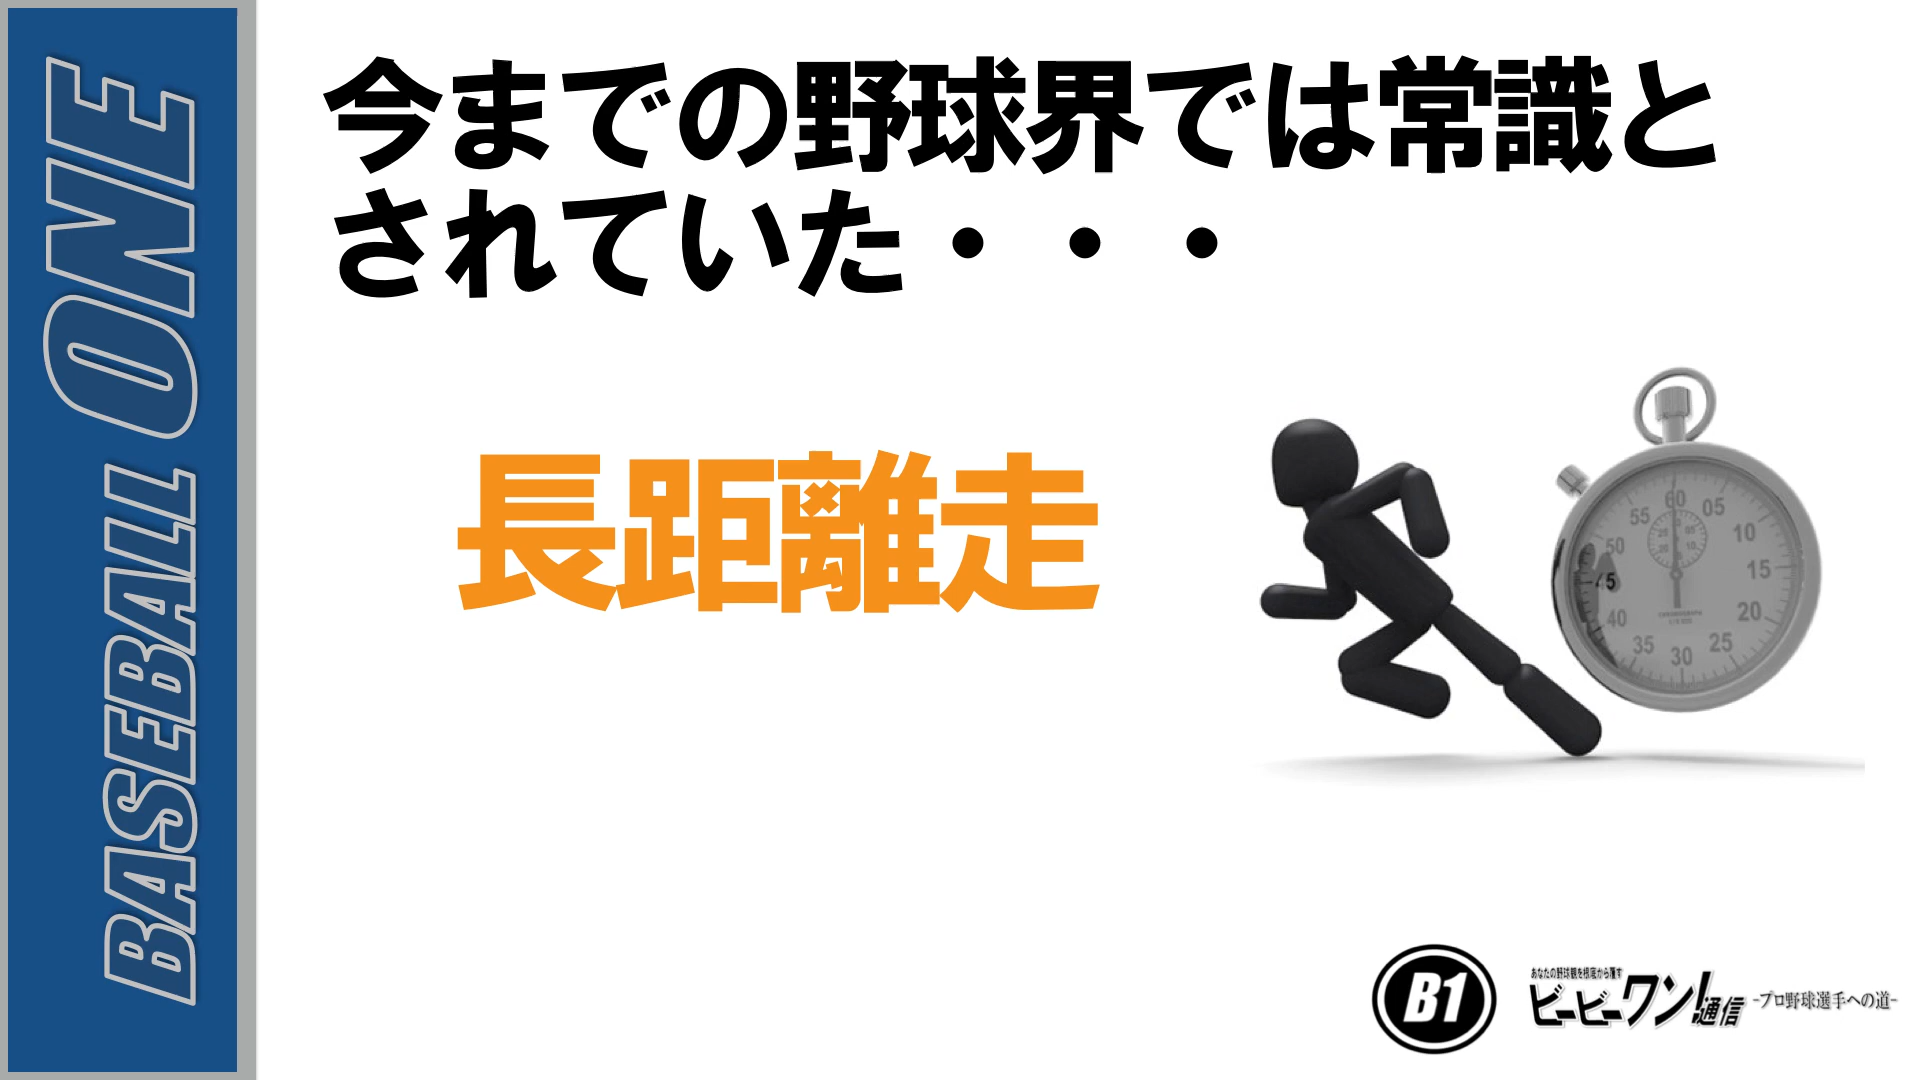 今までの野球界では常識と
されていた・・・
長距離走
BASEBALL ONE
60
05
10
15
20
25
30
35
40
45
50
55
B1
あなたの野球観を根底から覆す
ビービーワン!通信
-プロ野球選手への道-